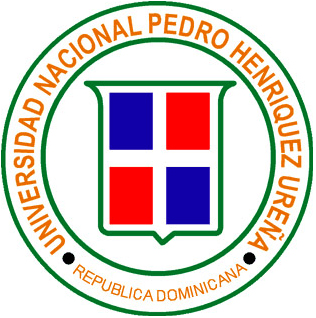 UNIVERSIDAD NACIONAL PEDRO HENRIQUEZ UREÑA
REPUBLICA DOMINICANA